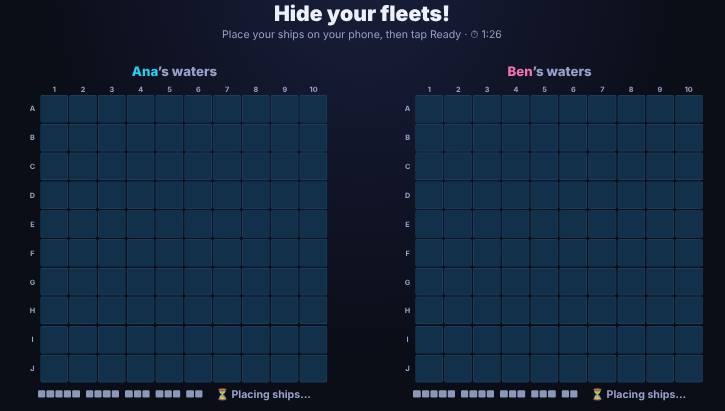 Hide your fleets!
Place your ships on your phone, then tap Ready · ⏱ 1:26
Ana's waters
1 2 3 4 5 6 7 8 9 10
A
B
C
D
E
F
G
H
I
J
⏳ Placing ships...
Ben's waters
1 2 3 4 5 6 7 8 9 10
A
B
C
D
E
F
G
H
I
J
⏳ Placing ships...